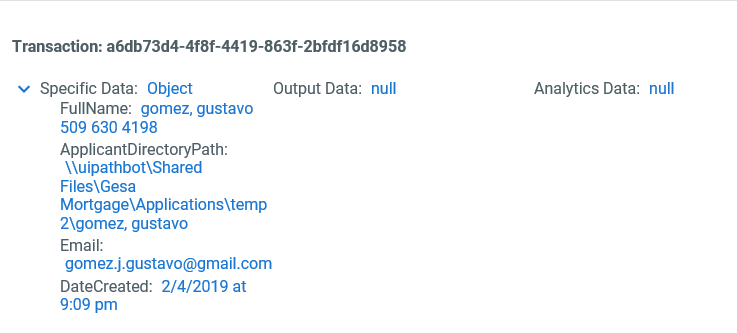 Transaction: a6db73d4-4f8f-4419-863f-2bfdf16d8958
Specific Data: Object Output Data: null Analytics Data: null
FullName: gomez, gustavo
509 630 4198
ApplicantDirectoryPath:
\\uipathbot\Shared
Files\Gesa
Mortgage\Applications\temp
2\gomez, gustavo
Email:
gomez.j.gustavo@gmail.com
DateCreated: 2/4/2019 at
9:09 pm